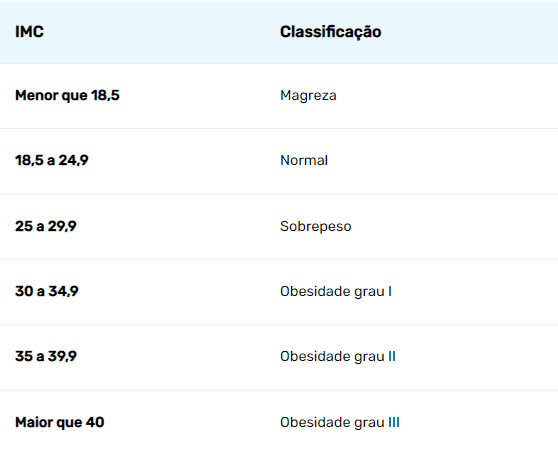 IMC Classificação
Menor que 18,5 Magreza
18,5 a 24,9 Normal
25 a 29,9 Sobrepeso
30 a 34,9 Obesidade grau I
35 a 39,9 Obesidade grau II
Maior que 40 Obesidade grau III